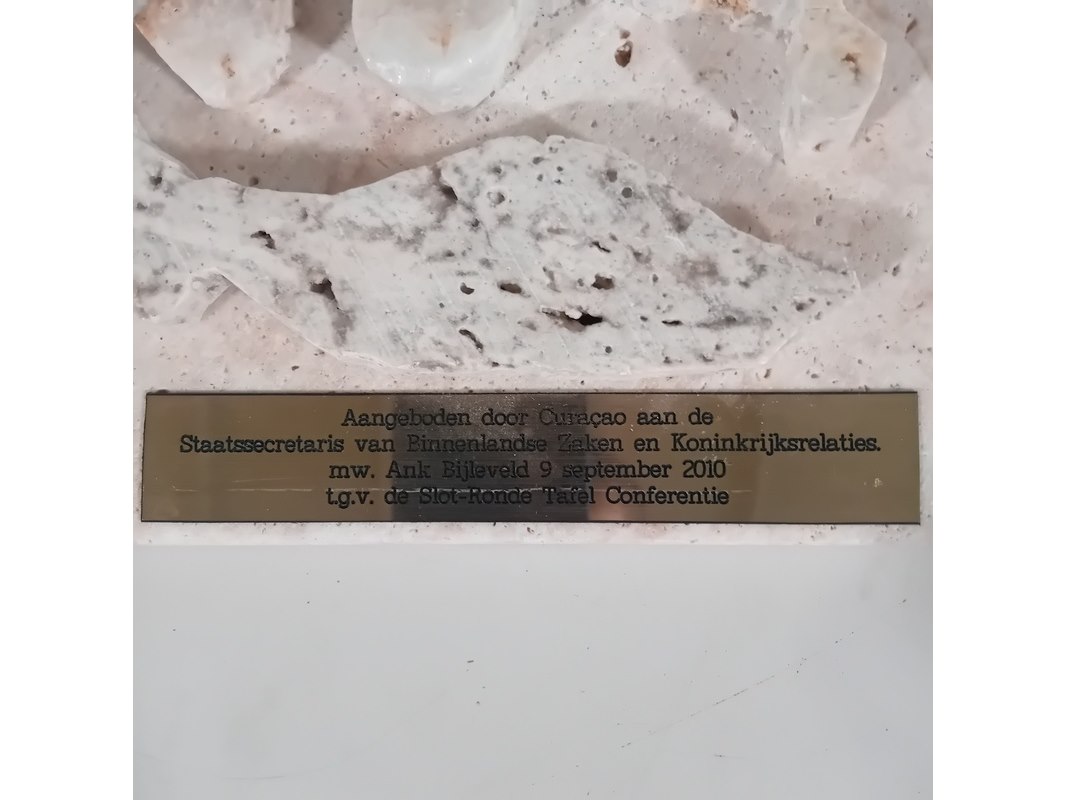 Aangeboden door Curaçao aan de
Staatssecretaris van Binnenlandse Zaken en Koninkrijksrelaties.
mw. Ank Bijleveld 9 september 2010
t.g.v. de Slot-Ronde Tafel Conferentie